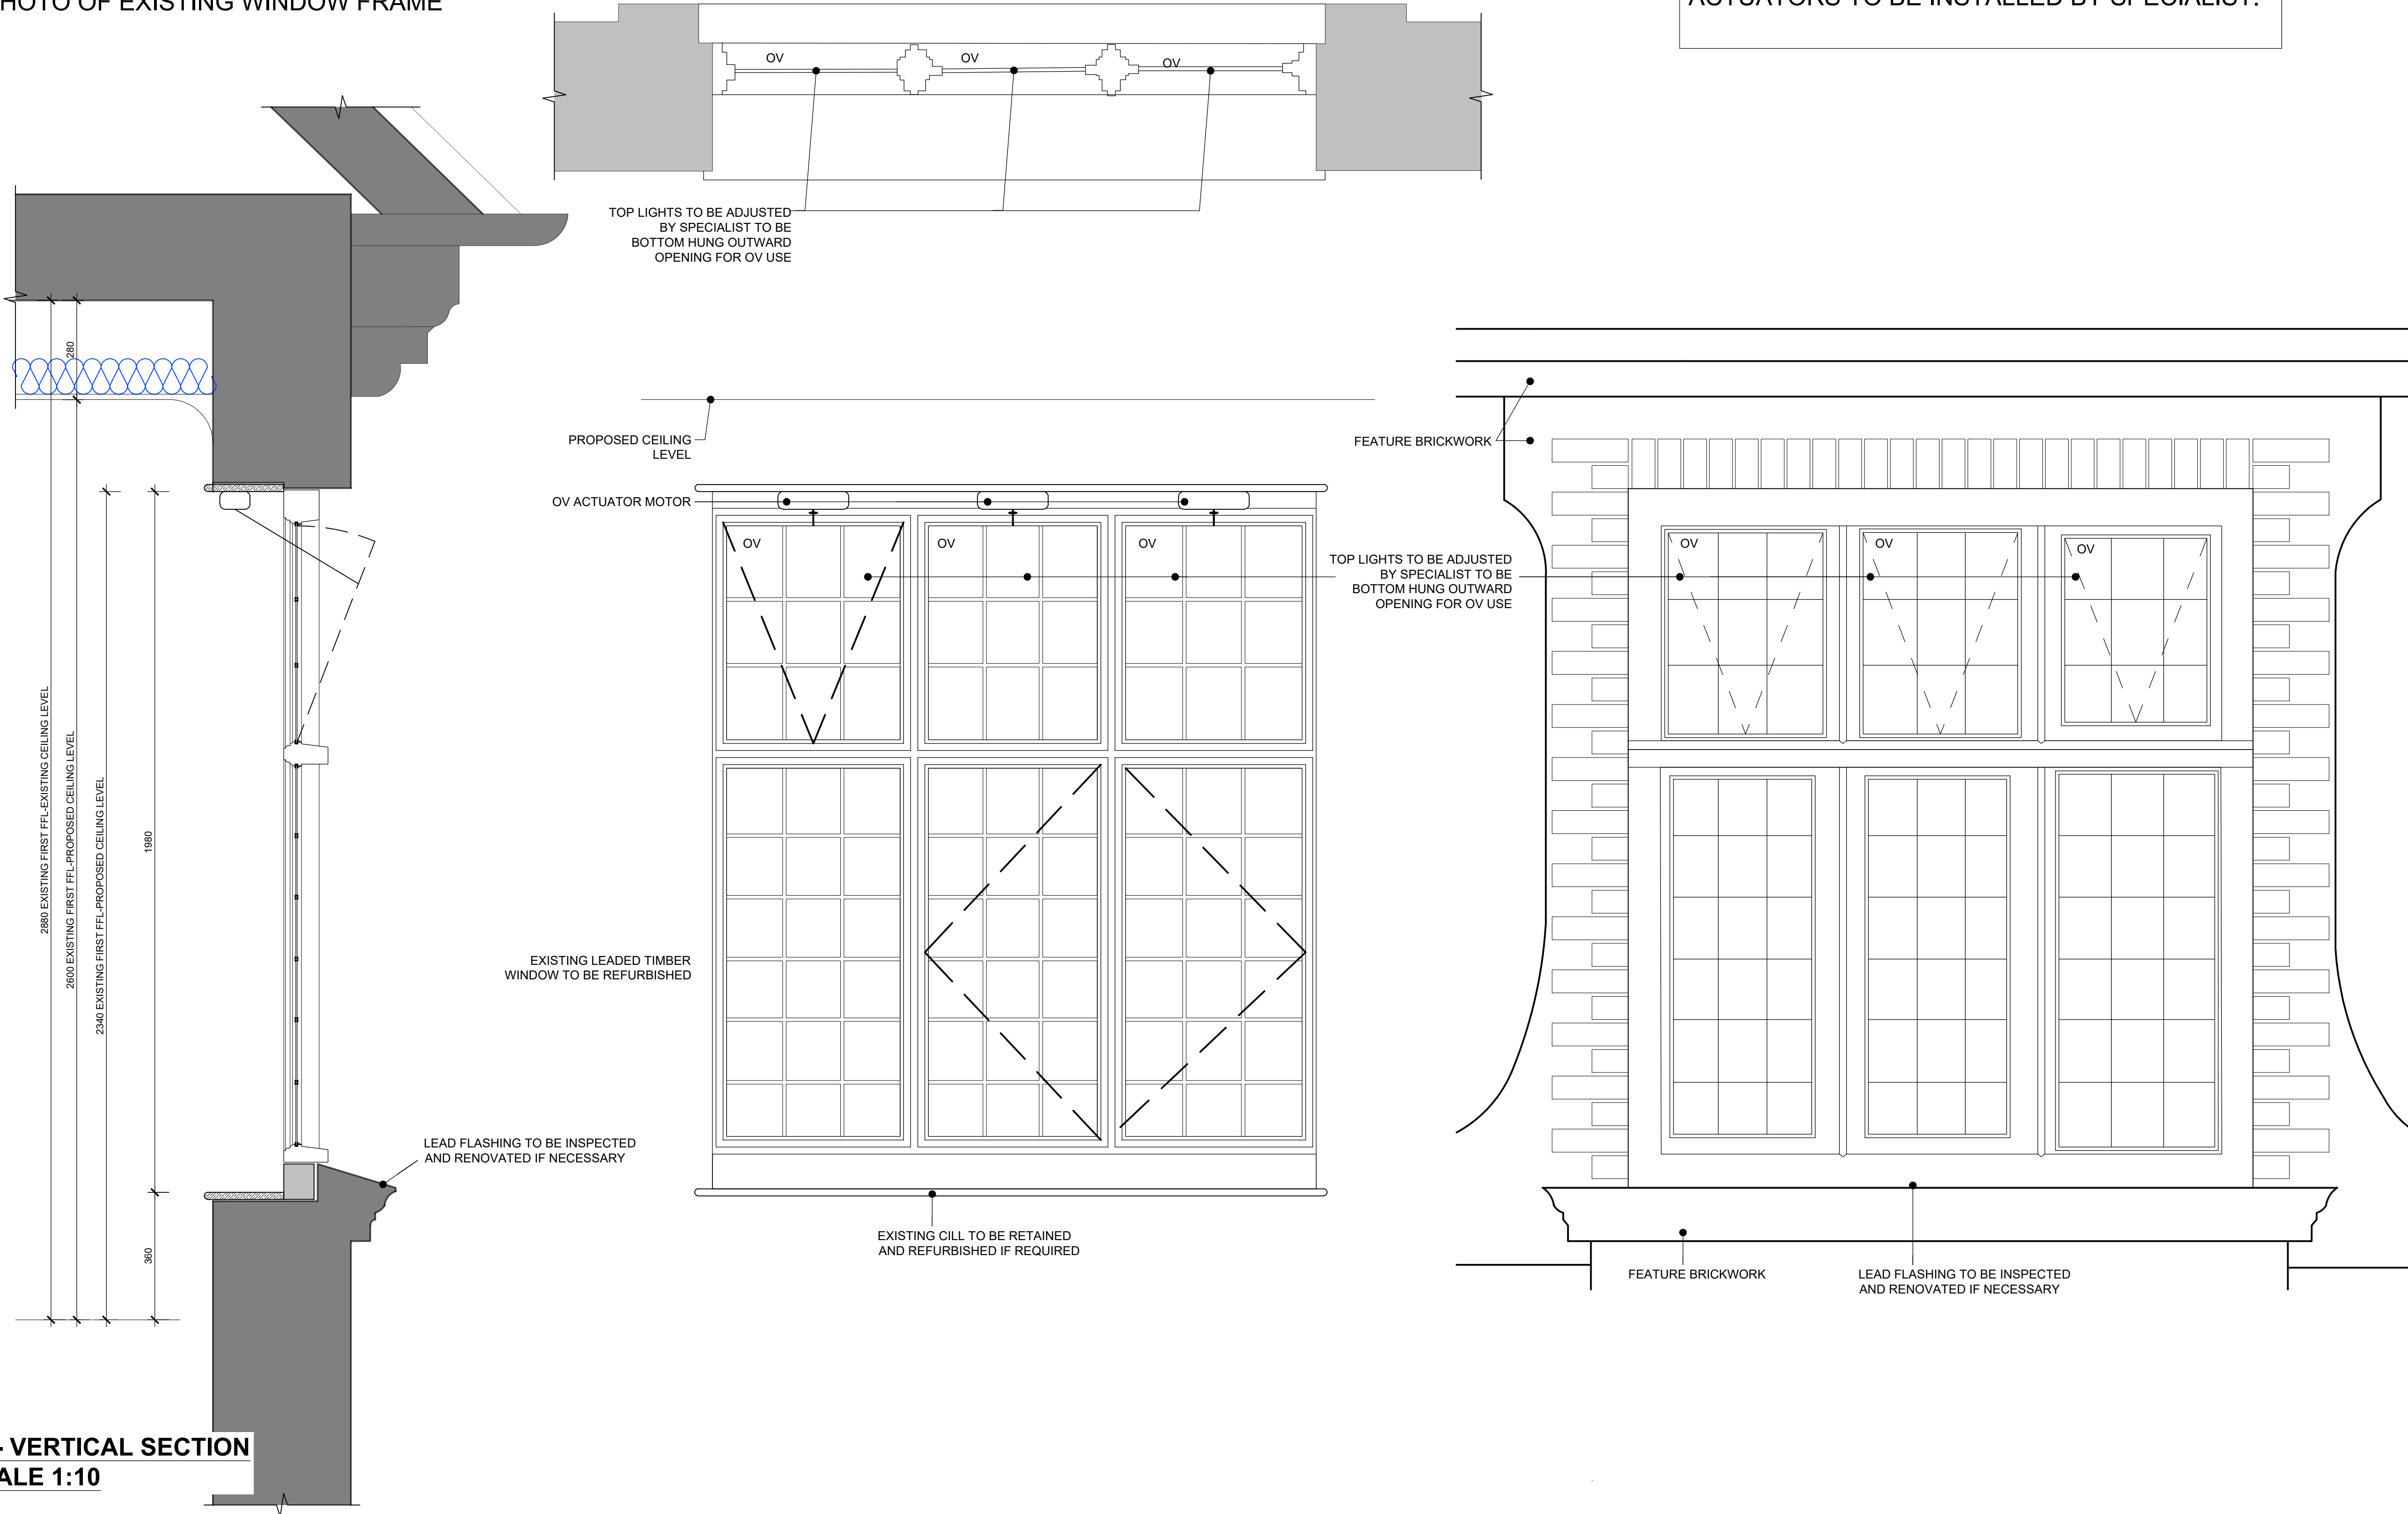 HOTO OF EXISTING WINDOW FRAME
ACTUATORS TO BE INSTALLED BY SPECIALIST.
OV
OV
OV
TOP LIGHTS TO BE ADJUSTED
BY SPECIALIST TO BE
BOTTOM HUNG OUTWARD
OPENING FOR OV USE
280
2880 EXISTING FIRST FFL-EXISTING CEILING LEVEL
2600 EXISTING FIRST FFL-PROPOSED CEILING LEVEL
2340 EXISTING FIRST FFL-PROPOSED CEILING LEVEL
1980
360
PROPOSED CEILING
LEVEL
OV ACTUATOR MOTOR
OV
OV
OV
EXISTING LEADED TIMBER
WINDOW TO BE REFURBISHED
LEAD FLASHING TO BE INSPECTED
AND RENOVATED IF NECESSARY
EXISTING CILL TO BE RETAINED
AND REFURBISHED IF REQUIRED
FEATURE BRICKWORK
TOP LIGHTS TO BE ADJUSTED
BY SPECIALIST TO BE
BOTTOM HUNG OUTWARD
OPENING FOR OV USE
OV
OV
OV
FEATURE BRICKWORK
LEAD FLASHING TO BE INSPECTED
AND RENOVATED IF NECESSARY
- VERTICAL SECTION
ALE 1:10